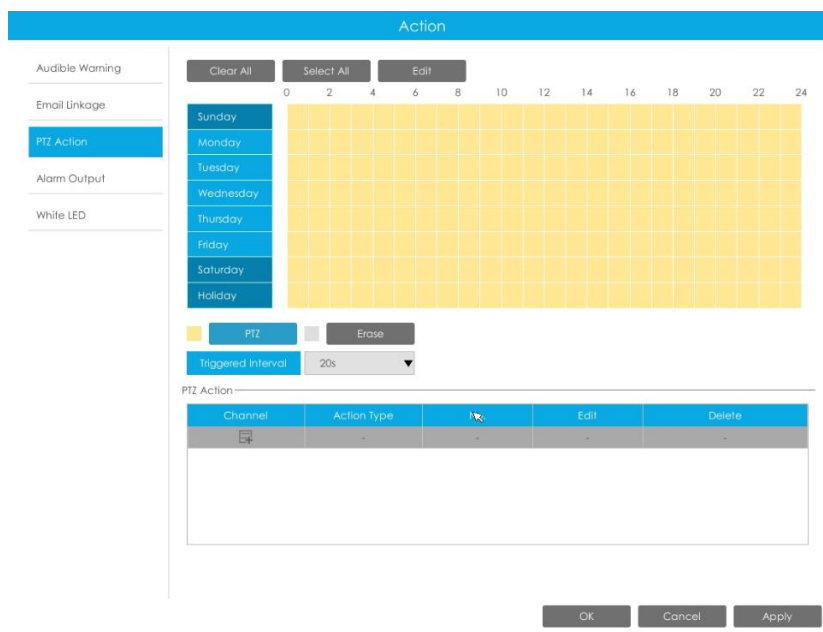 Action
Audible Warning
Email Linkage
PTZ Action
Alarm Output
White LED
Clear All Select All Edit
0 2 4 6 8 10 12 14 16 18 20 22 24
Sunday
Monday
Tuesday
Wednesday
Thursday
Friday
Saturday
Holiday
PTZ Erase
Triggered Interval 20s
PTZ Action
Channel Action Type Edit Delete
- - - -
OK Cancel Apply